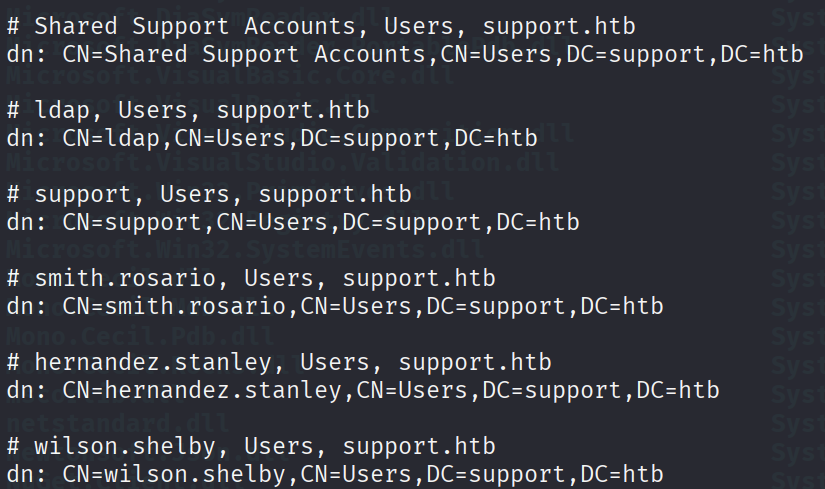 # Shared Support Accounts, Users, support.htb
dn: CN=Shared Support Accounts,CN=Users,DC=support,DC=htb
# ldap, Users, support.htb
dn: CN=ldap,CN=Users,DC=support,DC=htb
# support, Users, support.htb
dn: CN=support,CN=Users,DC=support,DC=htb
# smith.rosario, Users, support.htb
dn: CN=smith.rosario,CN=Users,DC=support,DC=htb
# hernandez.stanley, Users, support.htb
dn: CN=hernandez.stanley,CN=Users,DC=support,DC=htb
# wilson.shelby, Users, support.htb
dn: CN=wilson.shelby,CN=Users,DC=support,DC=htb